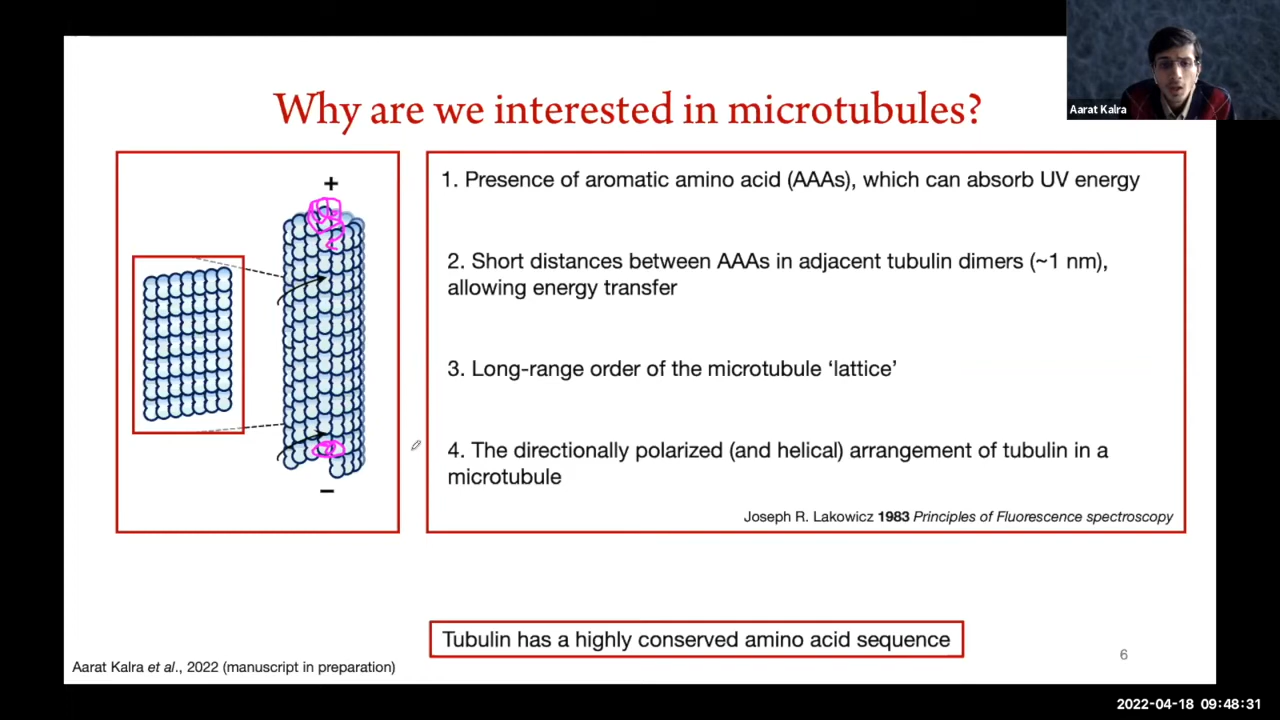 Why are we interested in microtubules?
Aarat Kalra
+
1. Presence of aromatic amino acid (AAAs), which can absorb UV energy
2. Short distances between AAAs in adjacent tubulin dimers (~1 nm),
allowing energy transfer
3. Long-range order of the microtubule ‘lattice’
4. The directionally polarized (and helical) arrangement of tubulin in a
microtubule
−
Joseph R. Lakowicz 1983 Principles of Fluorescence spectroscopy
Tubulin has a highly conserved amino acid sequence
Aarat Kalra et al., 2022 (manuscript in preparation)
6
2022-04-18 09:48:31